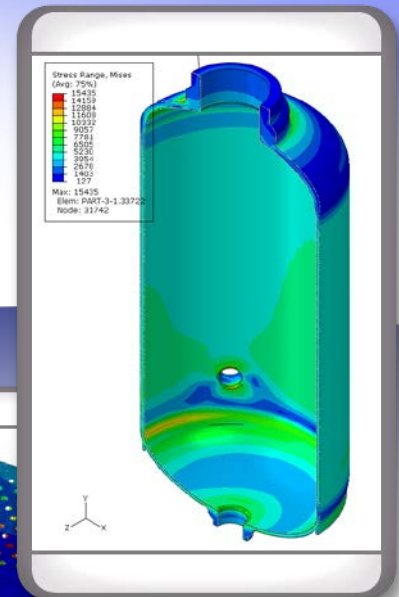 Stress Range, Mises
(Avg: 75%)
15435
14159
12884
11608
10332
9057
7781
6505
5230
3954
2678
1403
127
Max: 15435
Elem: PART-3-1.33722
Node: 31742
Y
Z
X